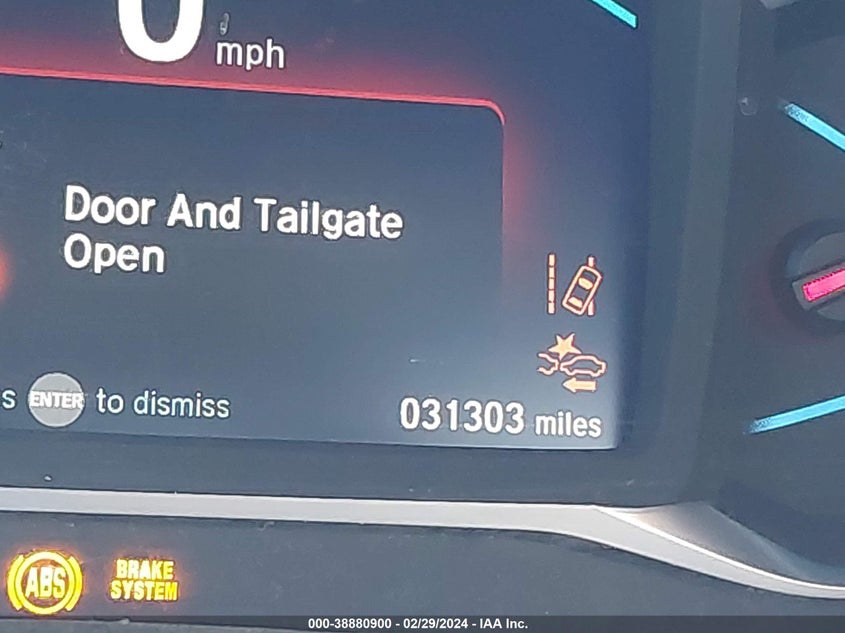 0 mph
Door And Tailgate
Open
s ENTER to dismiss
031303 miles
ABS
BRAKE
SYSTEM
000-38880900 - 02/29/2024 - IAA Inc.